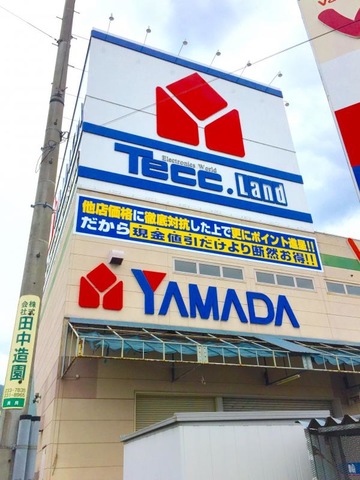 Electronics World
Tecc.Land
他店価格に徹底対抗した上で更にポイント進呈!!
だから現金値引だけより断然お得!!
YAMADA
株式会社 田中造園